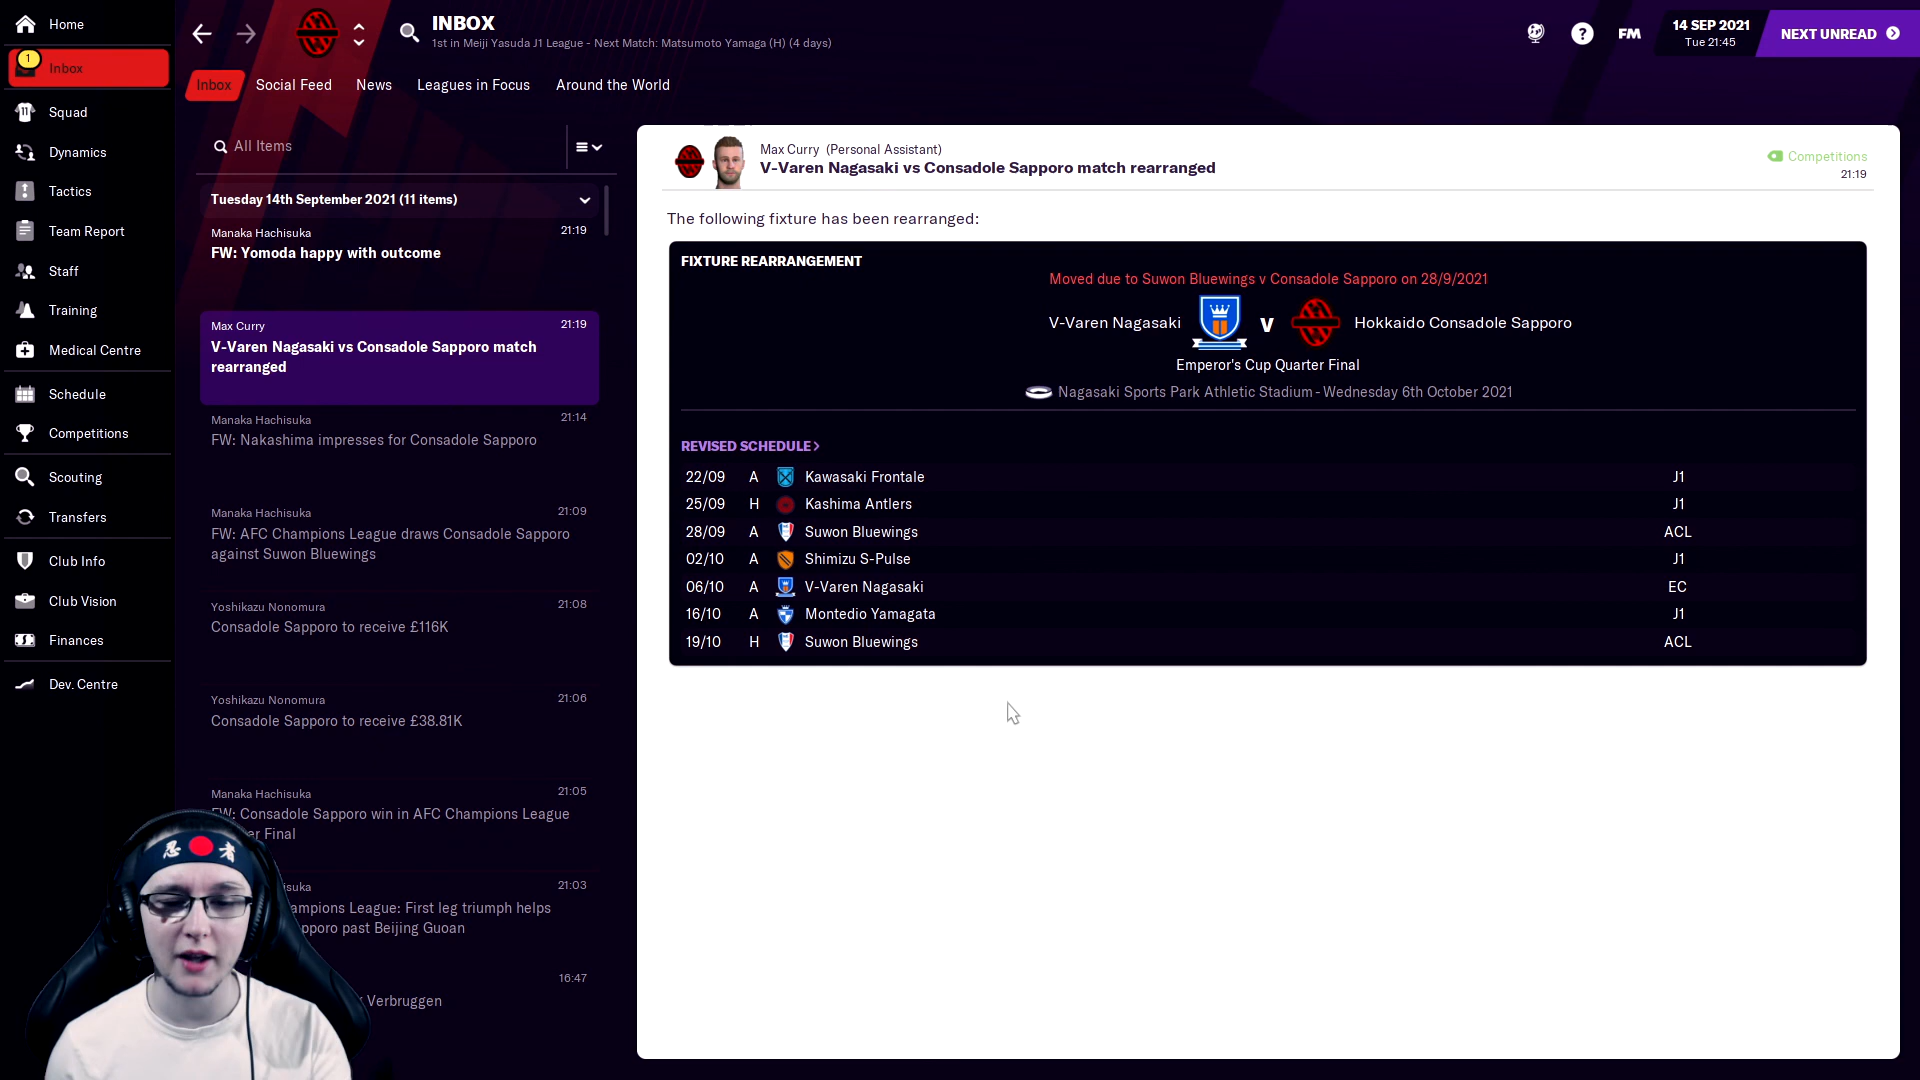 Home
1
Inbox
Squad
Dynamics
Tactics
Team Report
Staff
Training
Medical Centre
Schedule
Competitions
Scouting
Transfers
Club Info
Club Vision
Finances
Dev. Centre
INBOX
1st in Meiji Yasuda J1 League - Next Match: Matsumoto Yamaga (H) (4 days)
?
FM
14 SEP 2021
Tue 21:45
NEXT UNREAD
Inbox
Social Feed
News
Leagues in Focus
Around the World
All Items
Tuesday 14th September 2021 (11 items)
Manaka Hachisuka
21:19
FW: Yomoda happy with outcome
Max Curry
21:19
V-Varen Nagasaki vs Consadole Sapporo match
rearranged
Manaka Hachisuka
21:14
FW: Nakashima impresses for Consadole Sapporo
Manaka Hachisuka
21:09
FW: AFC Champions League draws Consadole Sapporo
against Suwon Bluewings
Yoshikazu Nonomura
21:08
Consadole Sapporo to receive £116K
Yoshikazu Nonomura
21:06
Consadole Sapporo to receive £38.81K
Manaka Hachisuka
21:05
FW: Consadole Sapporo win in AFC Champions League
er Final
isuka
21:03
ampions League: First leg triumph helps
pporo past Beijing Guoan
16:47
Verbruggen
忍 者
Max Curry (Personal Assistant)
V-Varen Nagasaki vs Consadole Sapporo match rearranged
Competitions
21:19
The following fixture has been rearranged:
FIXTURE REARRANGEMENT
Moved due to Suwon Bluewings v Consadole Sapporo on 28/9/2021
V-Varen Nagasaki v Hokkaido Consadole Sapporo
Emperor's Cup Quarter Final
Nagasaki Sports Park Athletic Stadium - Wednesday 6th October 2021
REVISED SCHEDULE>
22/09 A Kawasaki Frontale J1
25/09 H Kashima Antlers J1
28/09 A Suwon Bluewings ACL
02/10 A Shimizu S-Pulse J1
06/10 A V-Varen Nagasaki EC
16/10 A Montedio Yamagata J1
19/10 H Suwon Bluewings ACL